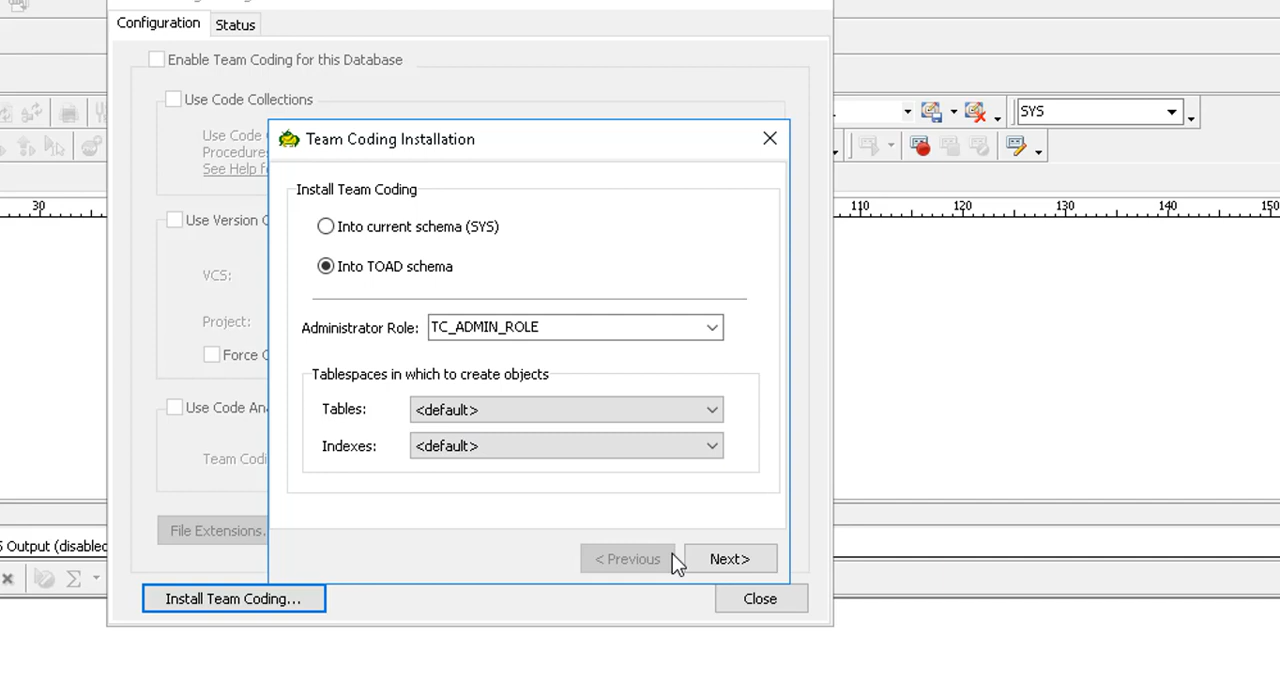 Configuration
Status
Enable Team Coding for this Database
Use Code Collections
Use Code
Procedures
See Help f
SYS
Team Coding Installation
Install Team Coding
30
110
120
130
140
150
Use Version C
Into current schema (SYS)
VCS:
Into TOAD schema
Project:
Administrator Role:
TC_ADMIN_ROLE
Force C
Tablespaces in which to create objects
Use Code Ana
Tables:
<default>
Indexes:
<default>
Team Codi
File Extensions.
Output (disabled
< Previous
Next>
Install Team Coding...
Close